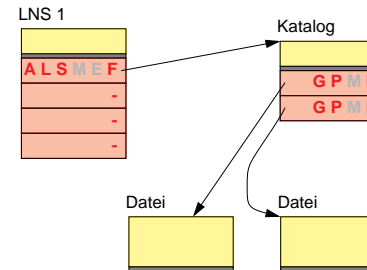 LNS 1
Katalog
A L S M E F
-
-
-
G P M
G P M
Datei
Datei